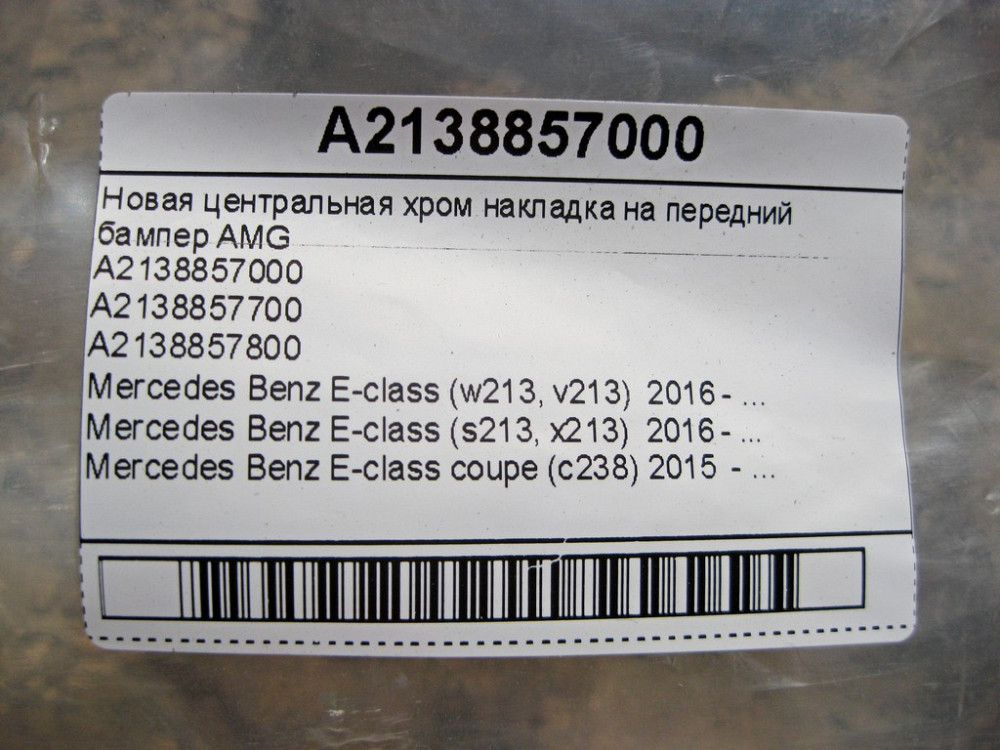 A2138857000
Новая центральная хром накладка на передний
бампер AMG
A2138857000
A2138857700
A2138857800
Mercedes Benz E-class (w213, v213) 2016- ...
Mercedes Benz E-class (s213, x213) 2016- ...
Mercedes Benz E-class coupe (c238) 2015 - ...